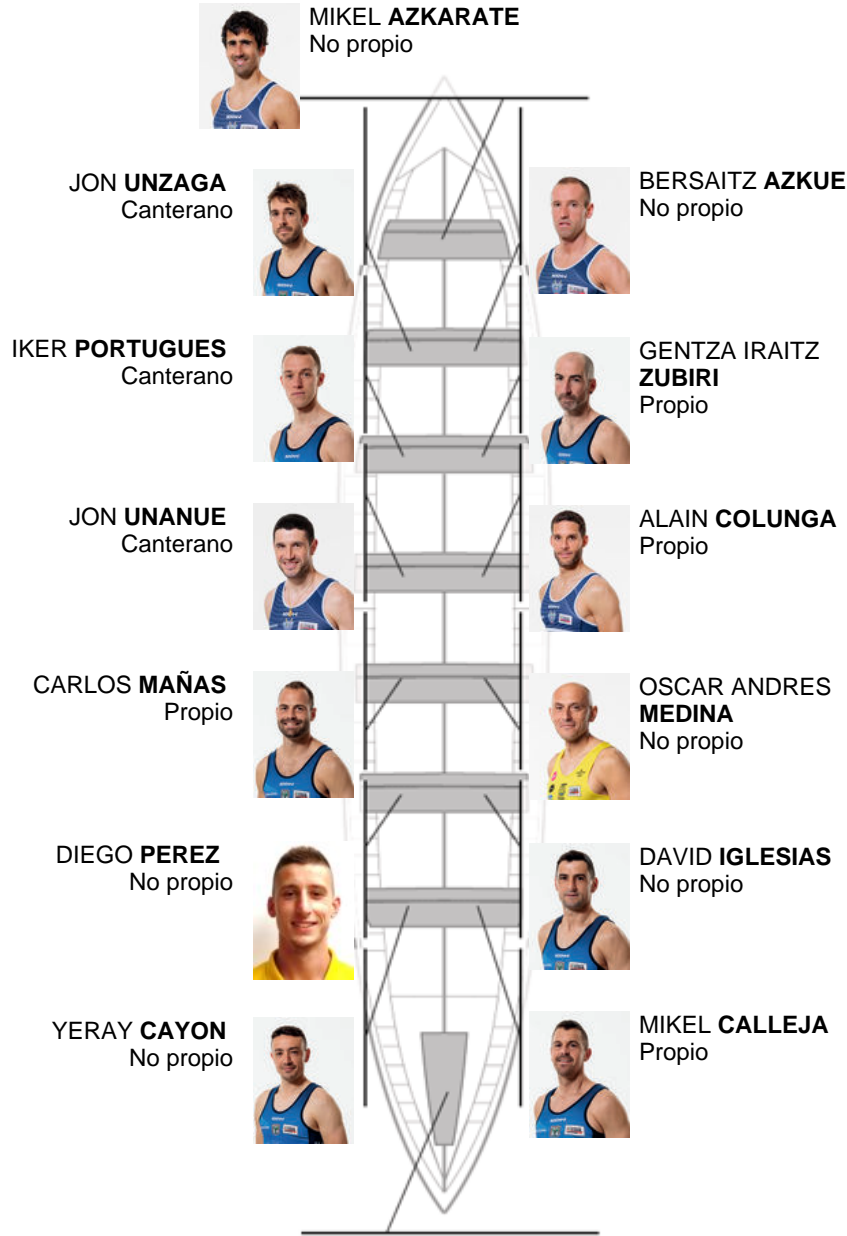 MIKEL AZKARATE
No propio
JON UNZAGA
Canterano
BERSAITZ AZKUE
No propio
IKER PORTUGUES
Canterano
GENTZA IRAITZ
ZUBIRI
Propio
JON UNANUE
Canterano
ALAIN COLUNGA
Propio
CARLOS MAÑAS
Propio
OSCAR ANDRES
MEDINA
No propio
DIEGO PEREZ
No propio
DAVID IGLESIAS
No propio
YERAY CAYON
No propio
MIKEL CALLEJA
Propio